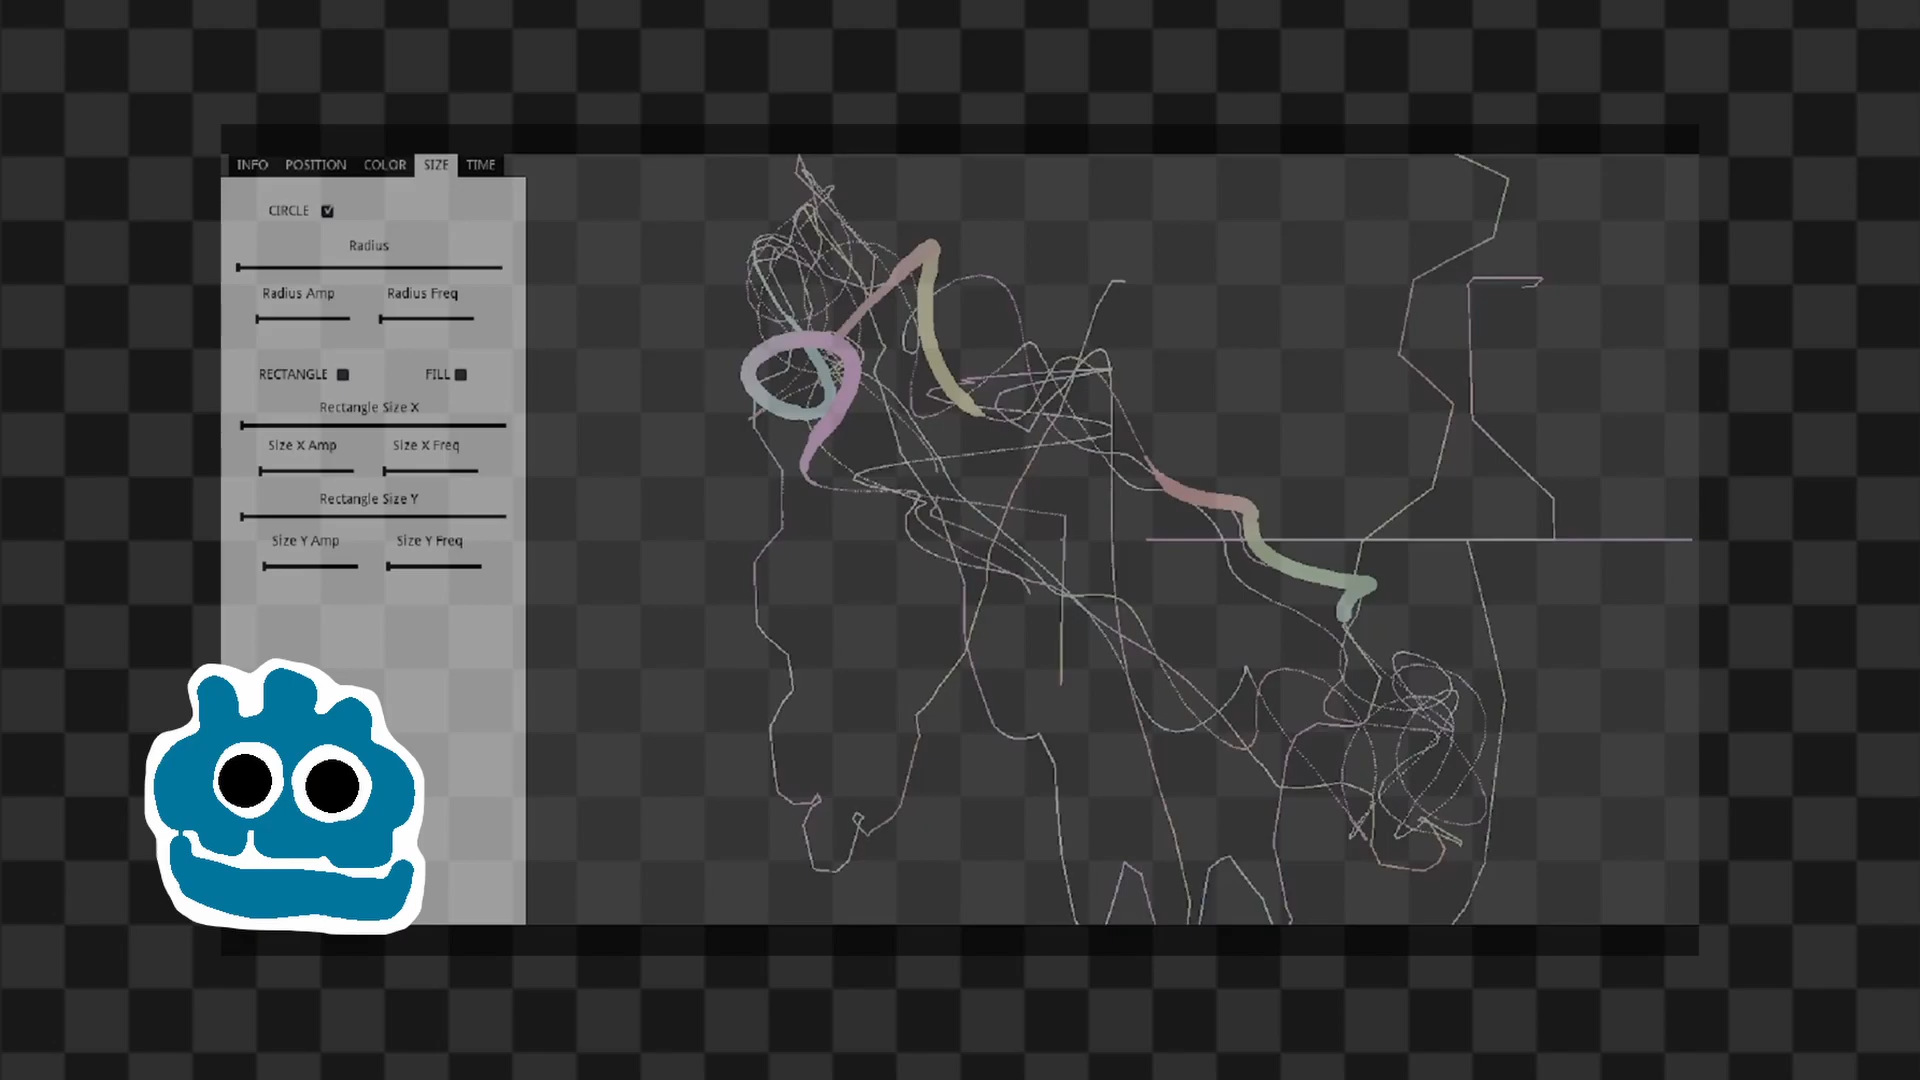 INFO POSITION COLOR SIZE TIME
CIRCLE
Radius
Radius Amp Radius Freq
RECTANGLE FILL
Rectangle Size X
Size X Amp Size X Freq
Rectangle Size Y
Size Y Amp Size Y Freq